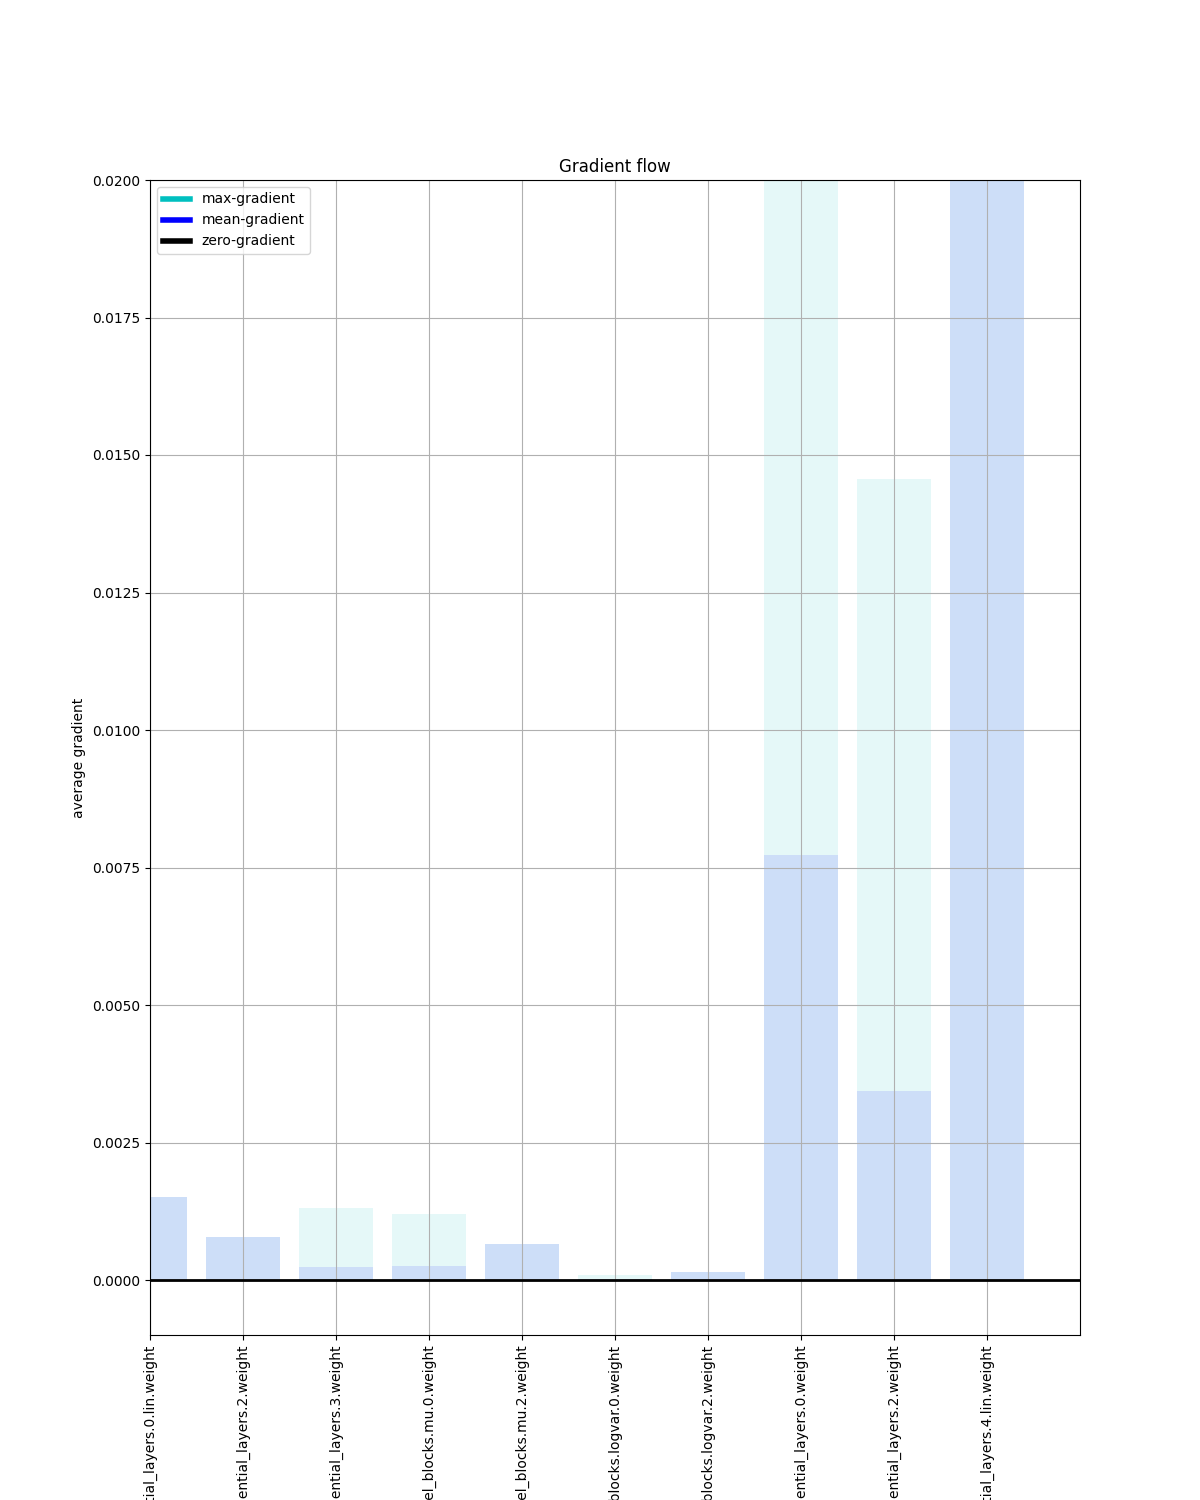 Gradient flow
max-gradient
mean-gradient
zero-gradient
0.0200
0.0175
0.0150
0.0125
0.0100
0.0075
0.0050
0.0025
0.0000
average gradient
tial_layers.0.lin.weight
ential_layers.2.weight
ential_layers.3.weight
el_blocks.mu.0.weight
el_blocks.mu.2.weight
blocks.logvar.0.weight
blocks.logvar.2.weight
ential_layers.0.weight
ential_layers.2.weight
tial_layers.4.lin.weight